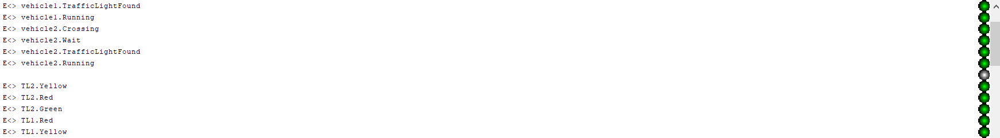 E<> vehicle1.TrafficLightFound
E<> vehicle1.Running
E<> vehicle2.Crossing
E<> vehicle2.Wait
E<> vehicle2.TrafficLightFound
E<> vehicle2.Running
E<> TL2.Yellow
E<> TL2.Red
E<> TL2.Green
E<> TL1.Red
E<> TL1.Yellow